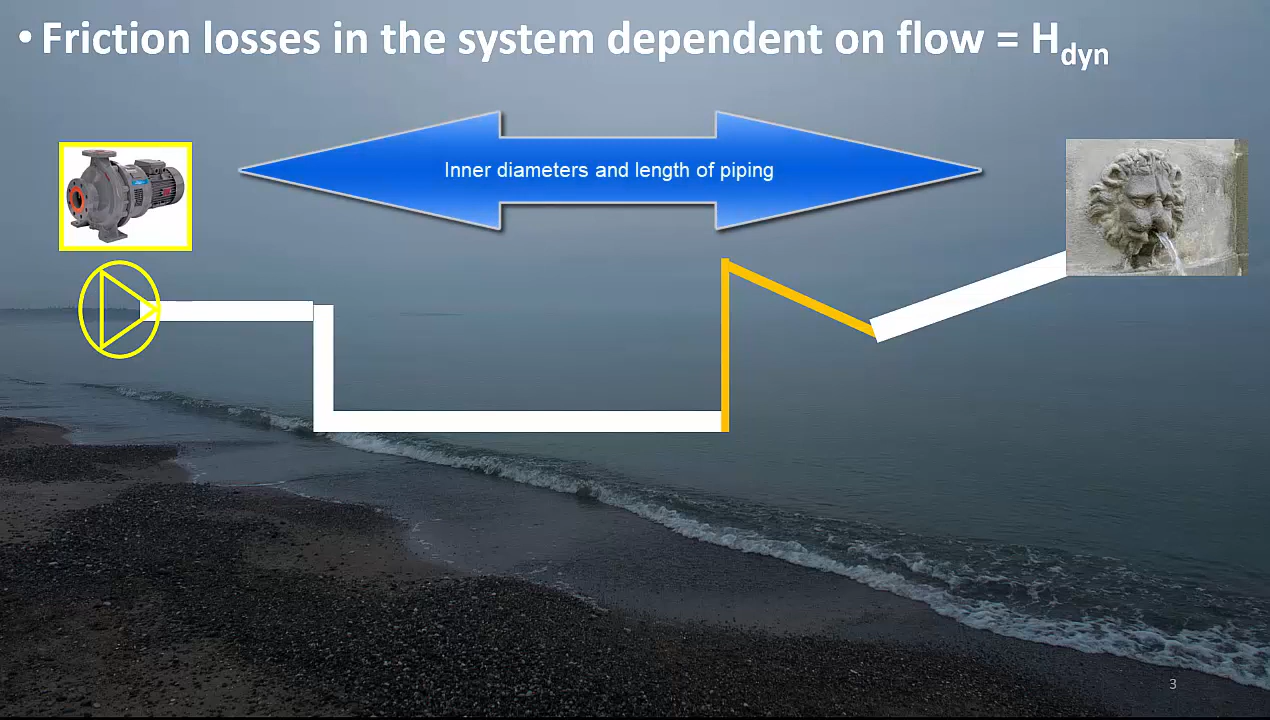 • Friction losses in the system dependent on flow = Hdyn
Inner diameters and length of piping
3